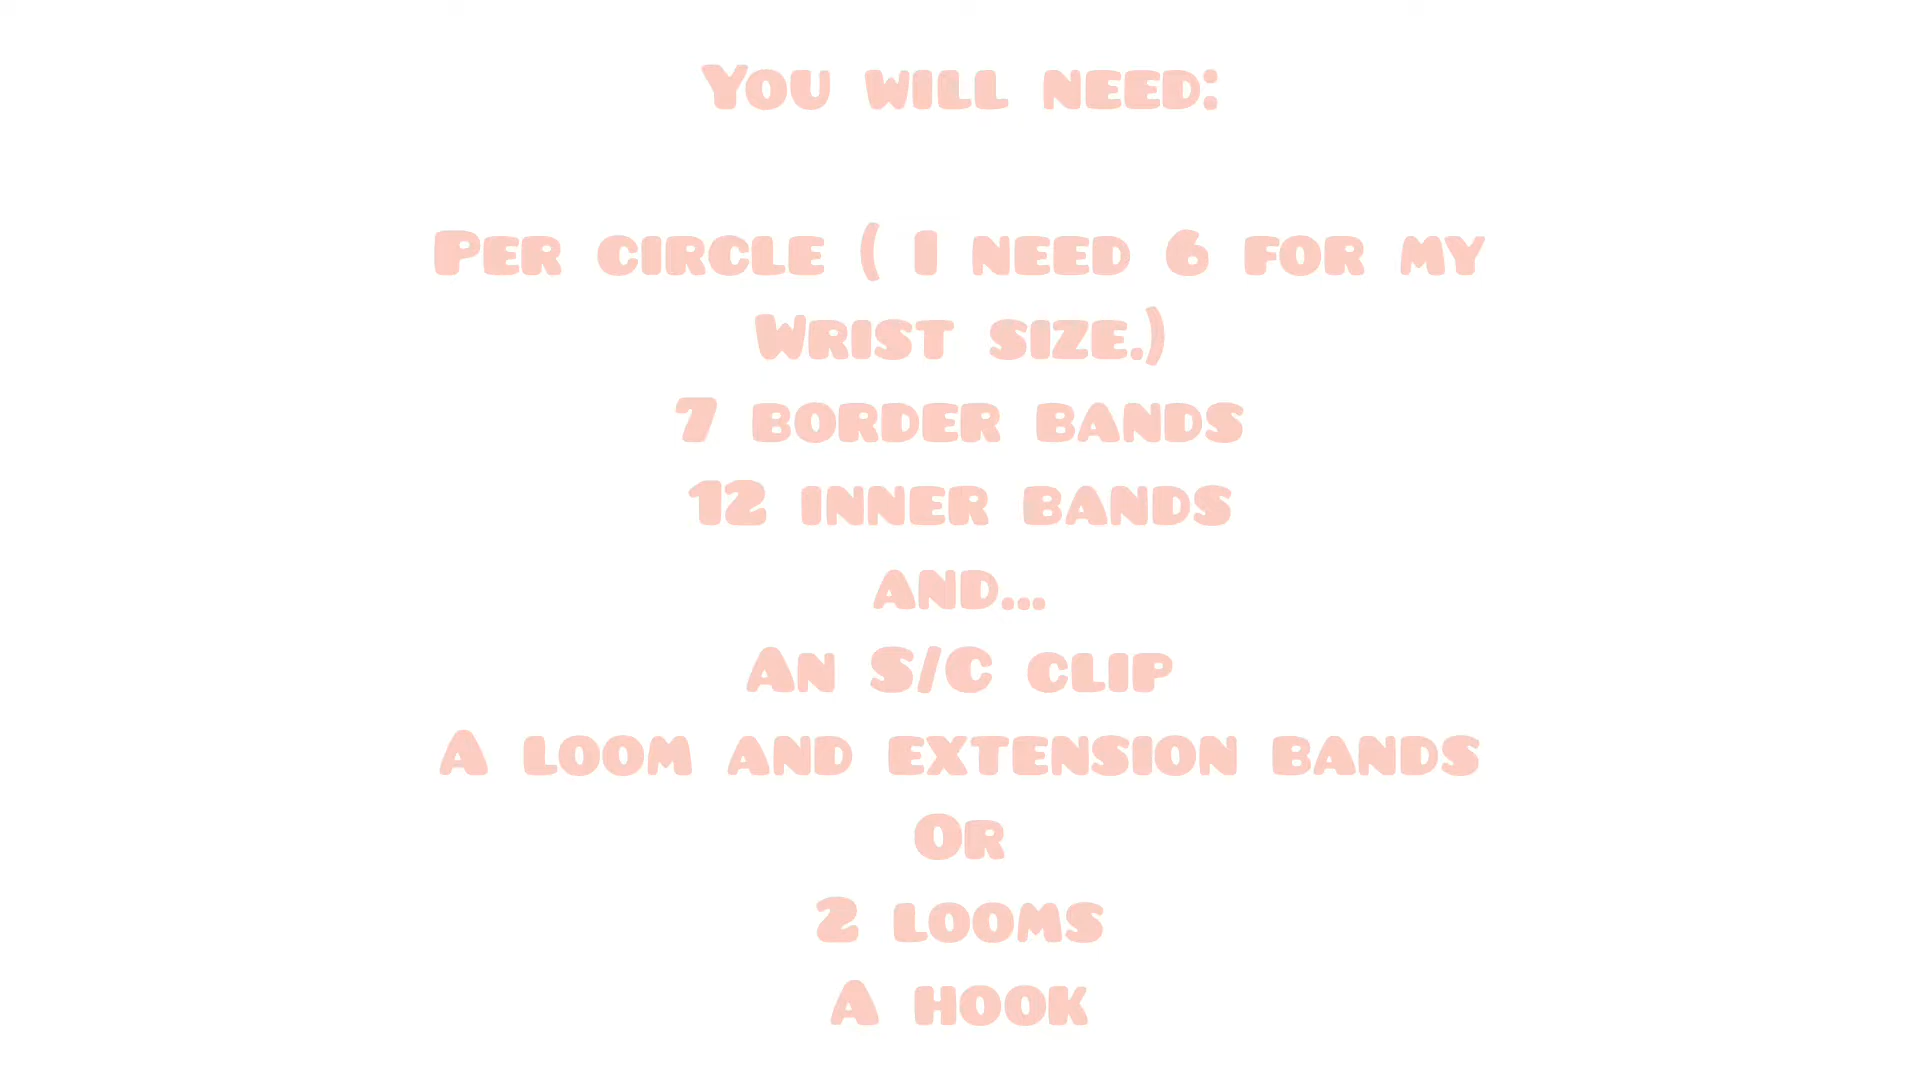 You will need:
Per circle ( I need 6 for my
Wrist size.)
7 border bands
12 inner bands
and...
An S/C clip
A loom and extension bands
Or
2 looms
A hook